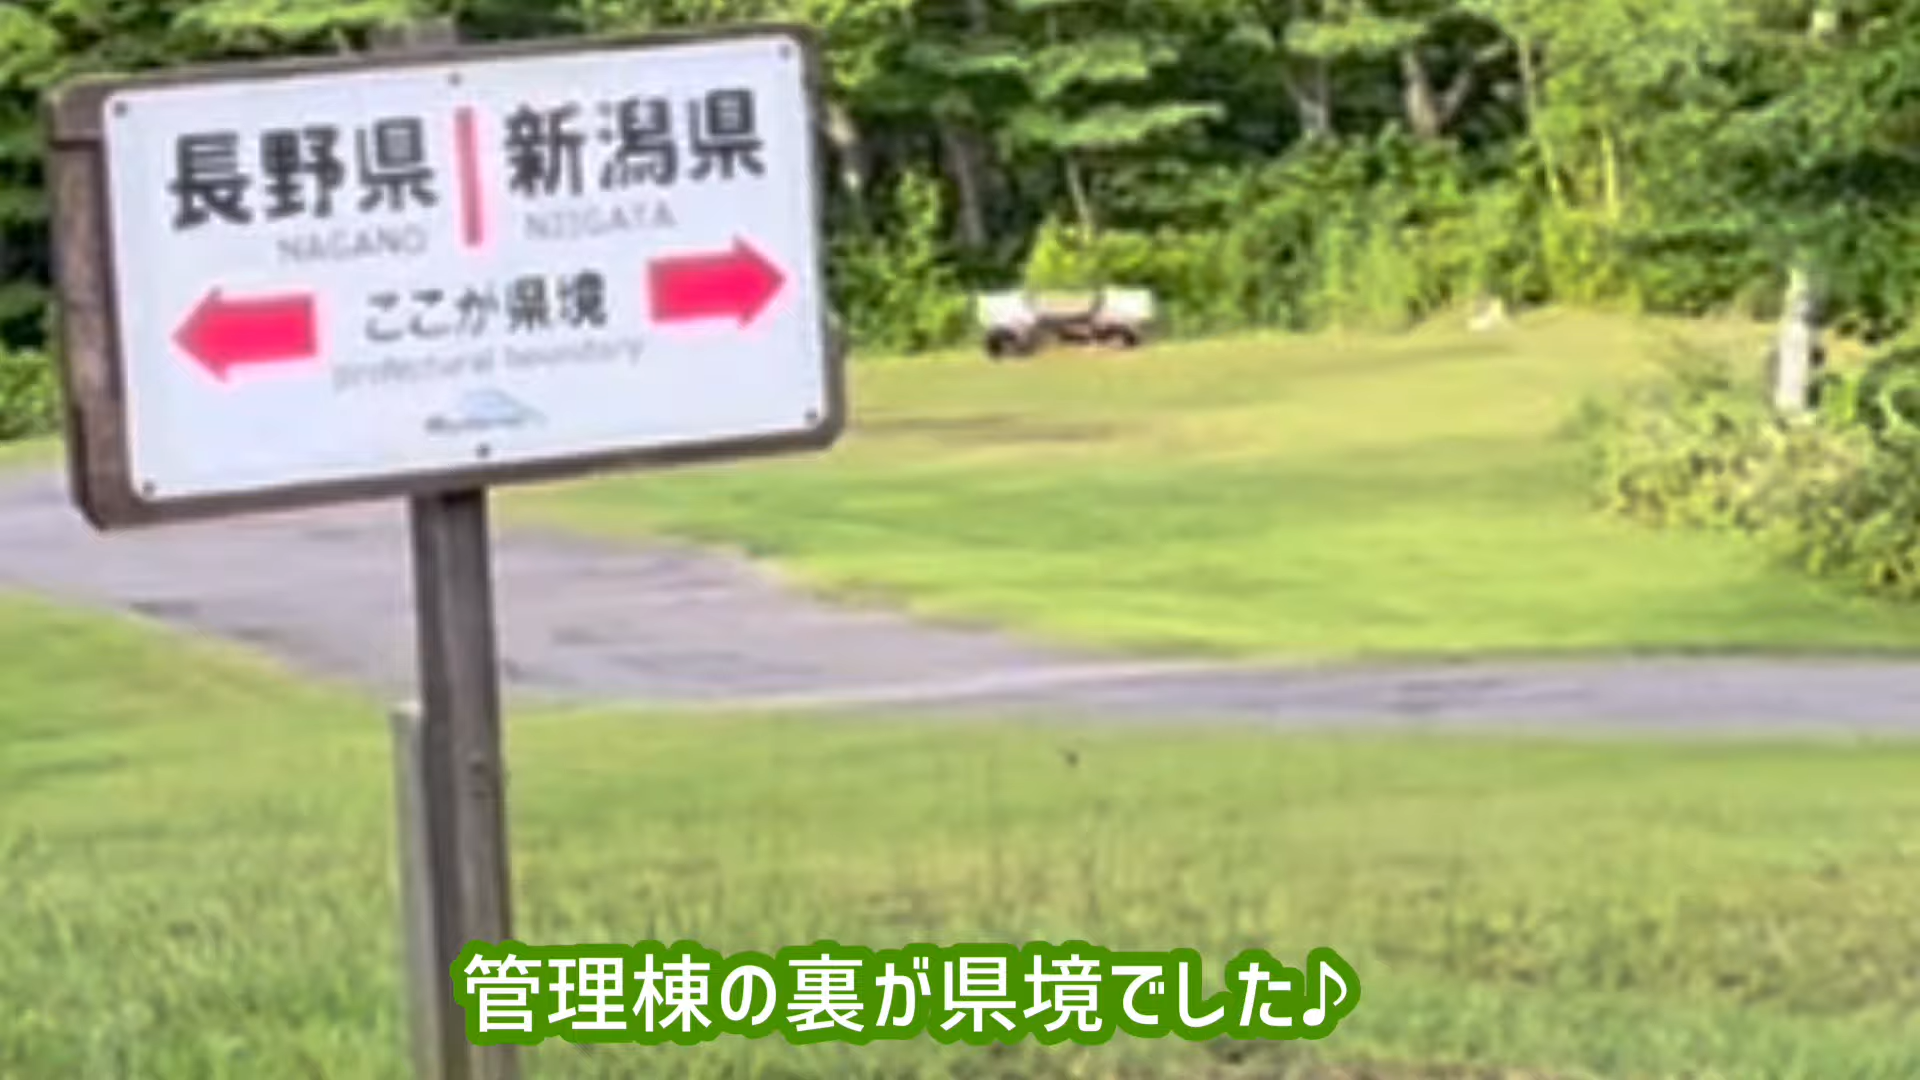 長野県 新潟県
NAGANO NIIGATA
ここが県境
prefectural boundary
管理棟の裏が県境でした♪